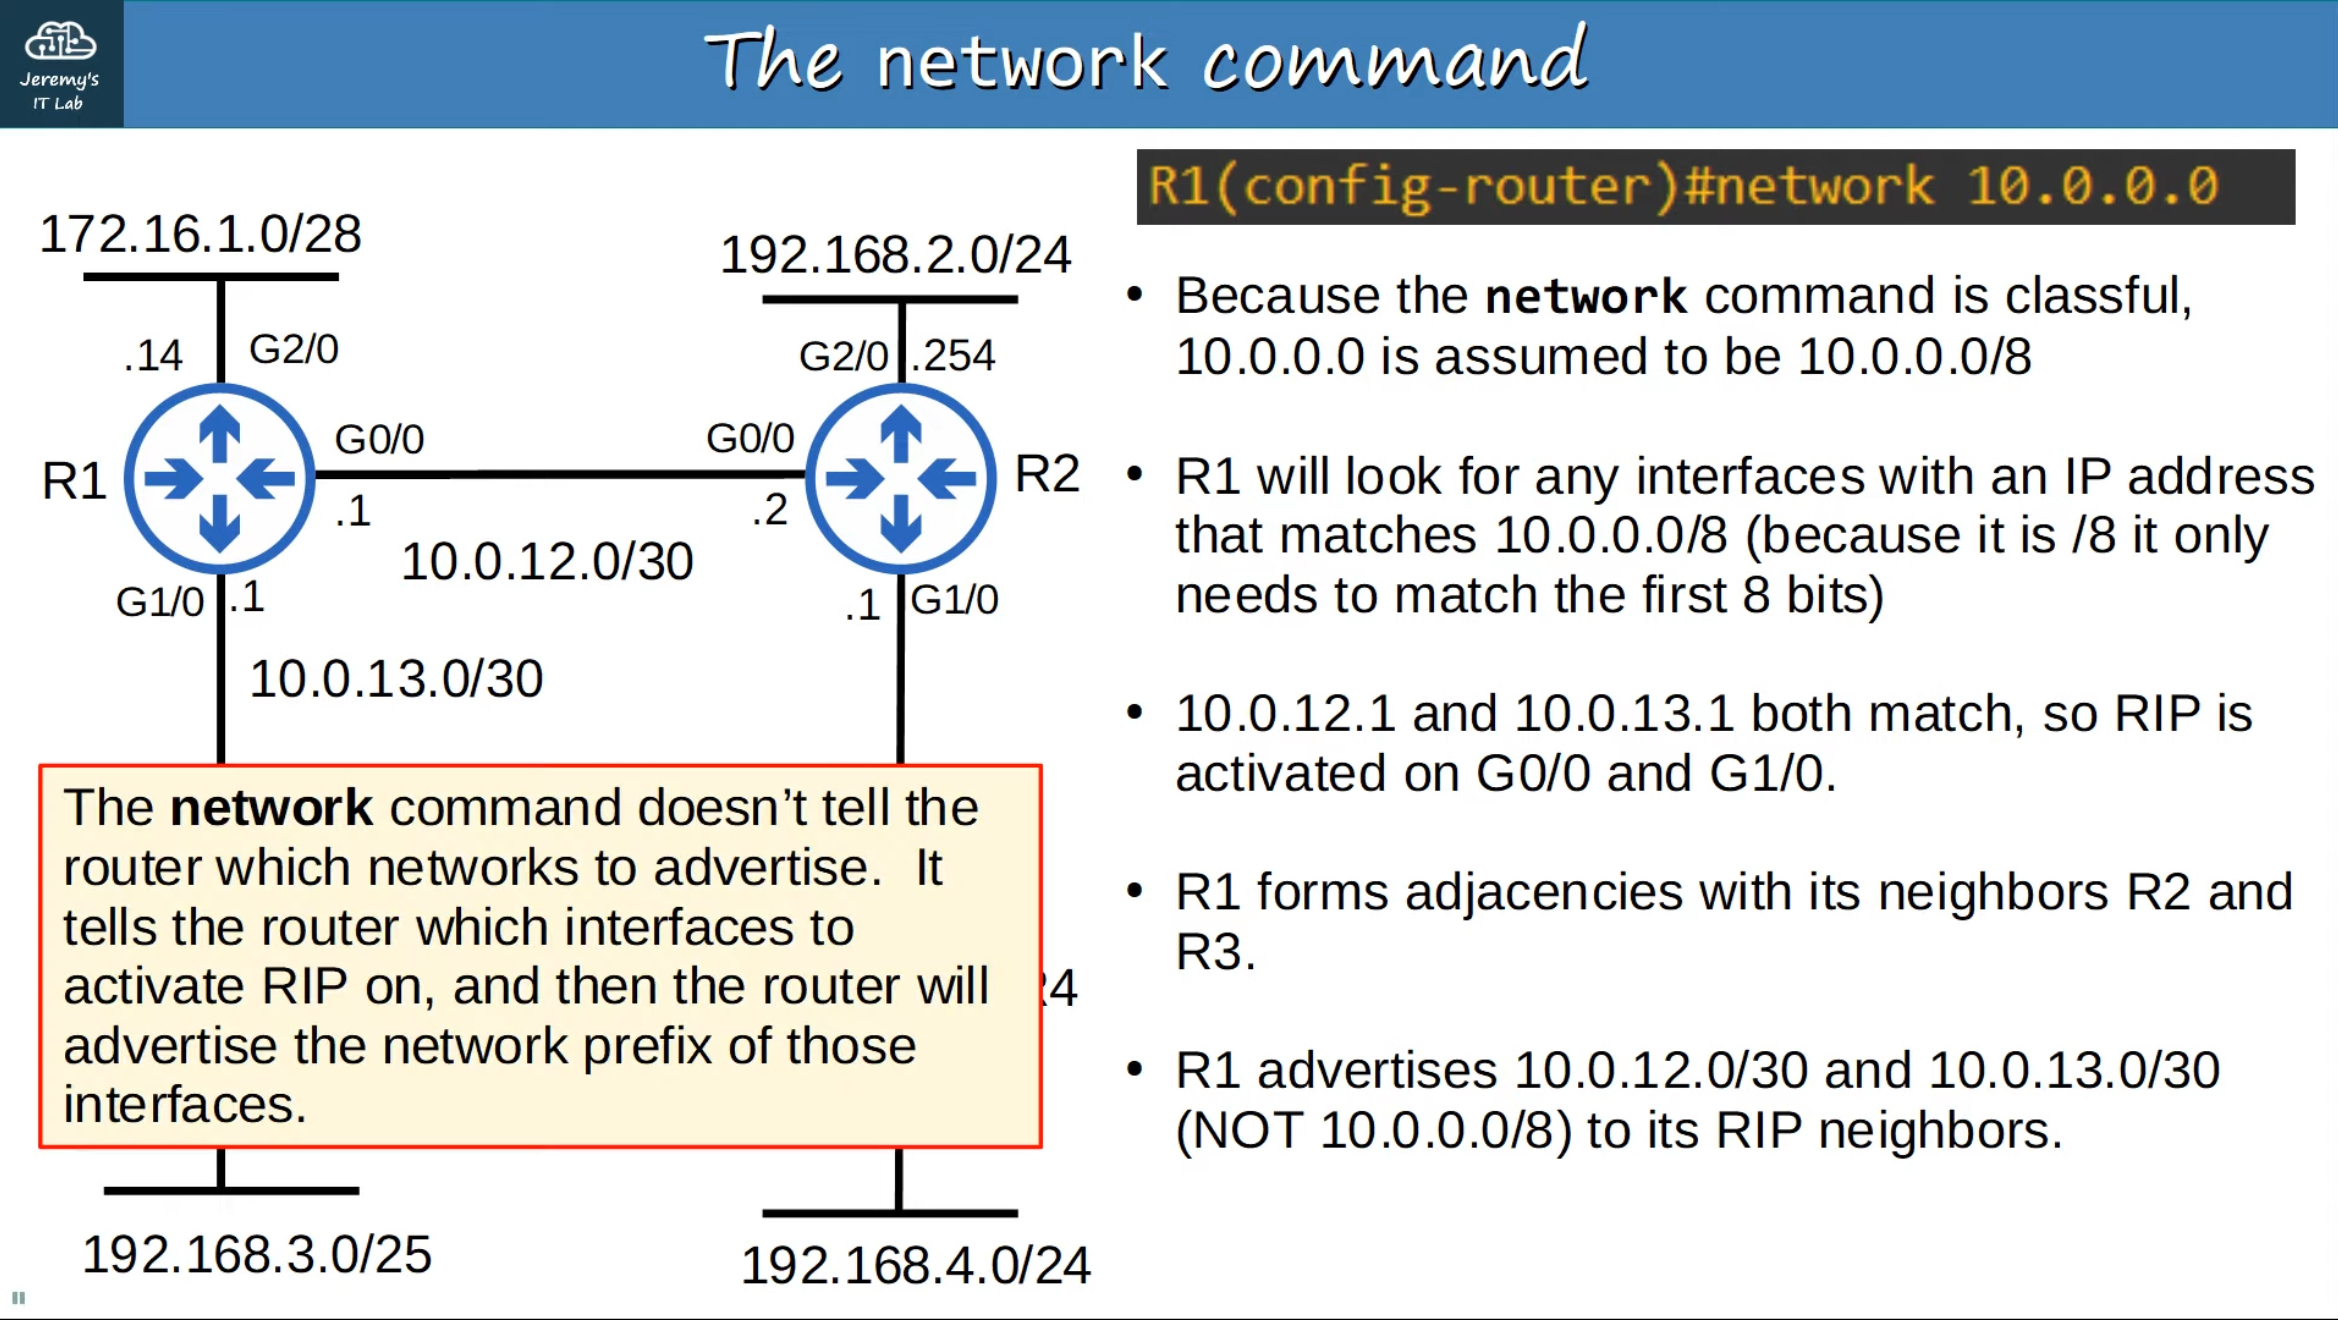 Jeremy's
IT Lab
The network command
R1(config-router)#network 10.0.0.0
172.16.1.0/28
192.168.2.0/24
.14
G2/0
G2/0
.254
R1
G0/0
G0/0
R2
.1
.2
10.0.12.0/30
G1/0
.1
.1
G1/0
10.0.13.0/30
The network command doesn’t tell the
router which networks to advertise. It
tells the router which interfaces to
activate RIP on, and then the router will
advertise the network prefix of those
interfaces.
R4
192.168.3.0/25
192.168.4.0/24
• Because the network command is classful,
10.0.0.0 is assumed to be 10.0.0.0/8
• R1 will look for any interfaces with an IP address
that matches 10.0.0.0/8 (because it is /8 it only
needs to match the first 8 bits)
• 10.0.12.1 and 10.0.13.1 both match, so RIP is
activated on G0/0 and G1/0.
• R1 forms adjacencies with its neighbors R2 and
R3.
• R1 advertises 10.0.12.0/30 and 10.0.13.0/30
(NOT 10.0.0.0/8) to its RIP neighbors.